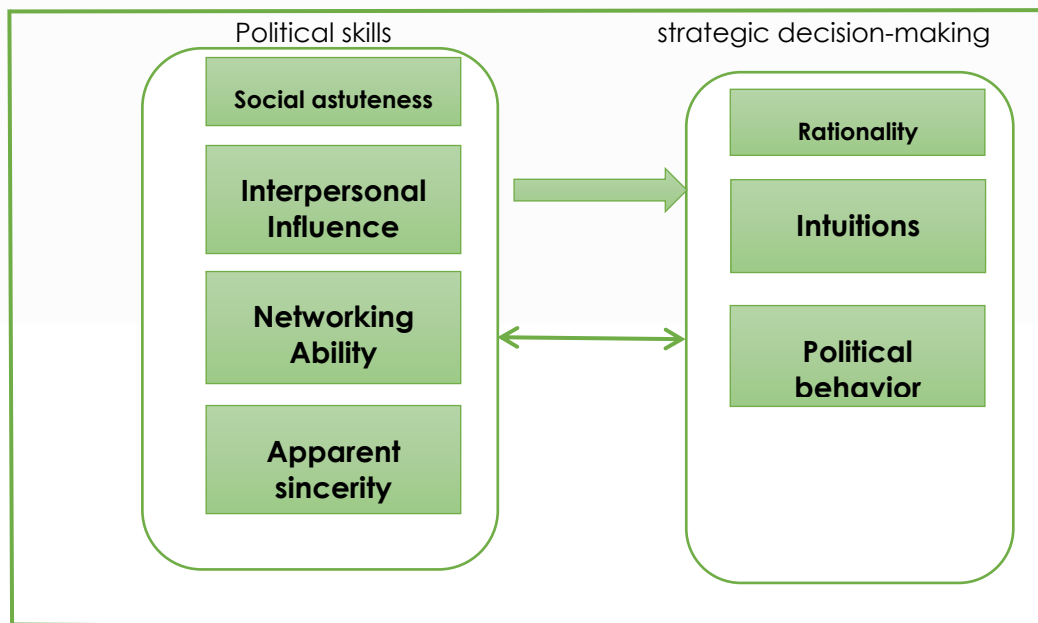 Political skills
Social astuteness
Interpersonal
Influence
Networking
Ability
Apparent
sincerity
strategic decision-making
Rationality
Intuitions
Political
behavior